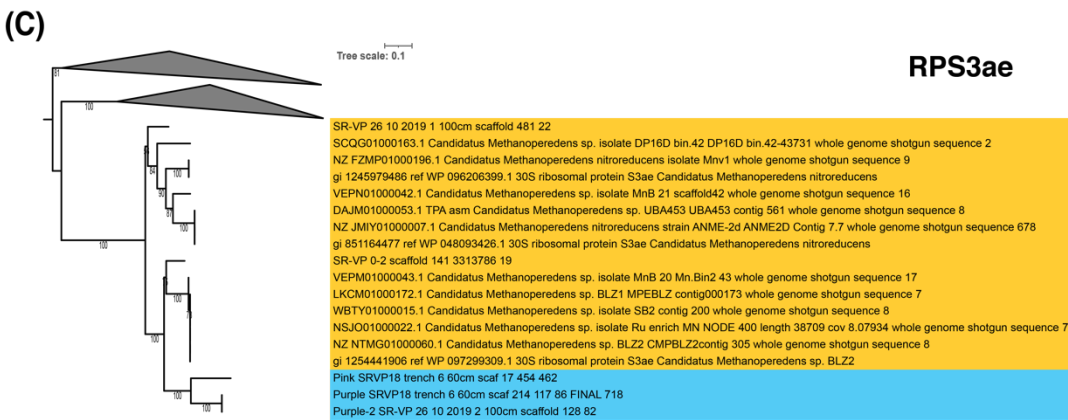 (C)
Tree scale: 0.1
RPS3ae
81
100
SR-VP 26 10 2019 1 100cm scaffold 481 22
SCQG01000163.1 Candidatus Methanoperedens sp. isolate DP16D bin.42 DP16D bin.42-43731 whole genome shotgun sequence 2
84
NZ FZMP01000196.1 Candidatus Methanoperedens nitroreducens isolate Mnv1 whole genome shotgun sequence 9
100
gi 1245979486 ref WP 096206399.1 30S ribosomal protein S3ae Candidatus Methanoperedens nitroreducens
90
VEPN01000042.1 Candidatus Methanoperedens sp. isolate MnB 21 scaffold42 whole genome shotgun sequence 16
87
DAJM01000053.1 TPA asm Candidatus Methanoperedens sp. UBA453 UBA453 contig 561 whole genome shotgun sequence 8
100
NZ JMIY01000007.1 Candidatus Methanoperedens nitroreducens strain ANME-2d ANME2D Contig 7.7 whole genome shotgun sequence 678
100
gi 851164477 ref WP 048093426.1 30S ribosomal protein S3ae Candidatus Methanoperedens nitroreducens
SR-VP 0-2 scaffold 141 3313786 19
VEPM01000043.1 Candidatus Methanoperedens sp. isolate MnB 20 Mn.Bin2 43 whole genome shotgun sequence 17
100
LKCM01000172.1 Candidatus Methanoperedens sp. BLZ1 MPEBLZ contig000173 whole genome shotgun sequence 7
WBTY01000015.1 Candidatus Methanoperedens sp. isolate SB2 contig 200 whole genome shotgun sequence 8
NSJO01000022.1 Candidatus Methanoperedens sp. isolate Ru enrich MN NODE 400 length 38709 cov 8.07934 whole genome shotgun sequence 7
100
NZ NTMG01000060.1 Candidatus Methanoperedens sp. BLZ2 CMPBLZ2contig 305 whole genome shotgun sequence 8
gi 1254441906 ref WP 097299309.1 30S ribosomal protein S3ae Candidatus Methanoperedens sp. BLZ2
Pink SRVP18 trench 6 60cm scaf 17 454 462
100
Purple SRVP18 trench 6 60cm scaf 214 117 86 FINAL 718
100
Purple-2 SR-VP 26 10 2019 2 100cm scaffold 128 82